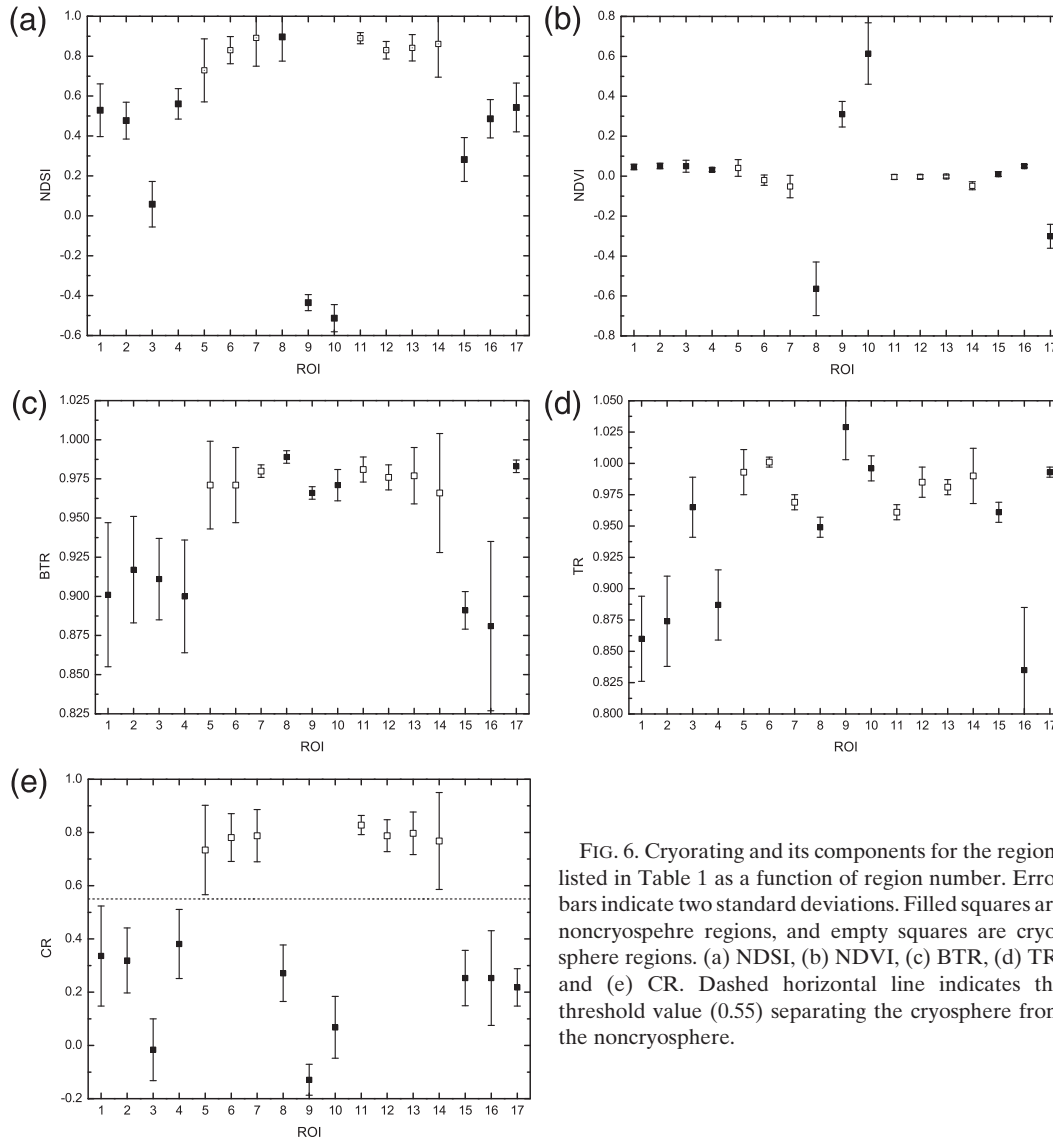 (a)
1.0
0.8
0.6
0.4
0.2
0.0
-0.2
-0.4
-0.6
NDSI
1 2 3 4 5 6 7 8 9 10 11 12 13 14 15 16 17
ROI
(b)
0.8
0.6
0.4
0.2
0.0
-0.2
-0.4
-0.6
-0.8
NDVI
1 2 3 4 5 6 7 8 9 10 11 12 13 14 15 16 17
ROI
(c)
1.025
1.000
0.975
0.950
0.925
0.900
0.875
0.850
0.825
BTR
1 2 3 4 5 6 7 8 9 10 11 12 13 14 15 16 17
ROI
(d)
1.050
1.025
1.000
0.975
0.950
0.925
0.900
0.875
0.850
0.825
0.800
TR
1 2 3 4 5 6 7 8 9 10 11 12 13 14 15 16 17
ROI
(e)
1.0
0.8
0.6
0.4
0.2
0.0
-0.2
CR
1 2 3 4 5 6 7 8 9 10 11 12 13 14 15 16 17
ROI
FIG. 6. Cryorating and its components for the region
listed in Table 1 as a function of region number. Erro
bars indicate two standard deviations. Filled squares ar
noncryospehre regions, and empty squares are cryo
sphere regions. (a) NDSI, (b) NDVI, (c) BTR, (d) TR
and (e) CR. Dashed horizontal line indicates th
threshold value (0.55) separating the cryosphere from
the noncryosphere.